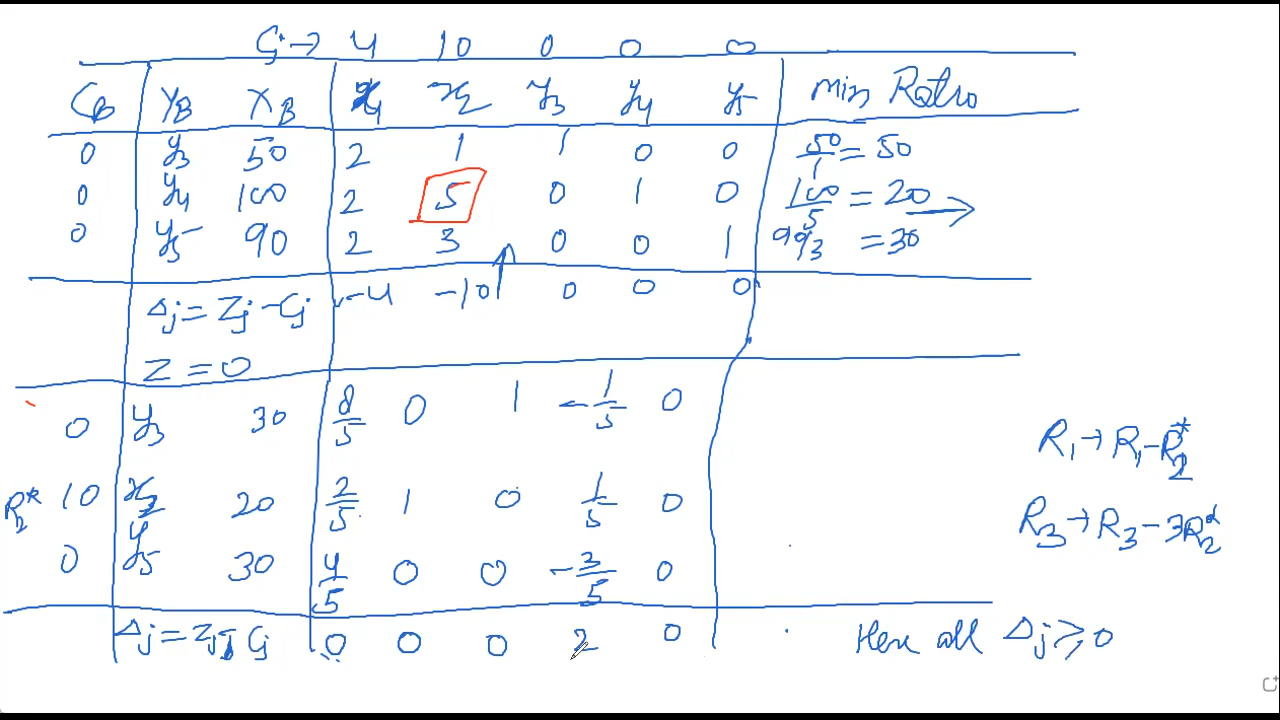 Cj → 4 10 0 0 0
CB YB XB x1 x2 y3 y4 y5 min Ratio
0 y3 50 2 1 1 0 0 50/1 = 50
0 y4 100 2 5 0 1 0 100/5 = 20 →
0 y5 90 2 3 0 0 1 90/3 = 30
Δj = Zj - Cj -4 -10 ↑ 0 0 0
Z = 0
0 y3 30 8/5 0 1 -1/5 0
R1 → R1 - R2*
R2* 10 x2 20 2/5 1 0 1/5 0
R3 → R3 - 3R2*
0 y5 30 4/5 0 0 -3/5 0
Δj = Zj - Cj 0 0 0 2 0 Here all Δj ≥ 0